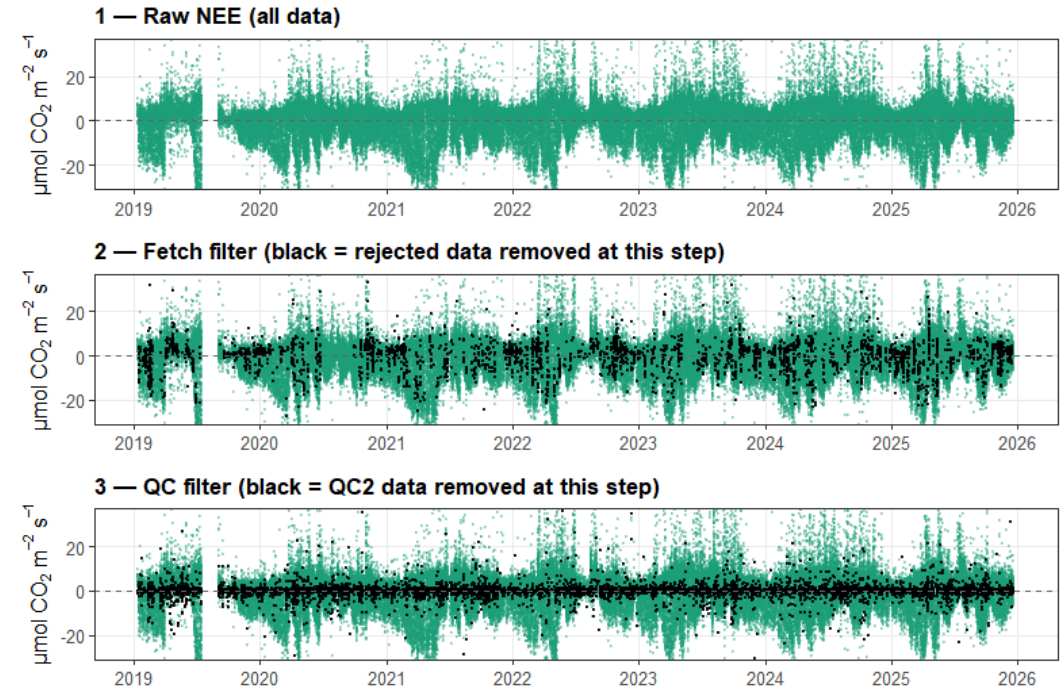 1 — Raw NEE (all data)
µmol CO₂ m⁻² s⁻¹
20
0
-20
2019 2020 2021 2022 2023 2024 2025 2026
2 — Fetch filter (black = rejected data removed at this step)
µmol CO₂ m⁻² s⁻¹
20
0
-20
2019 2020 2021 2022 2023 2024 2025 2026
3 — QC filter (black = QC2 data removed at this step)
µmol CO₂ m⁻² s⁻¹
20
0
-20
2019 2020 2021 2022 2023 2024 2025 2026